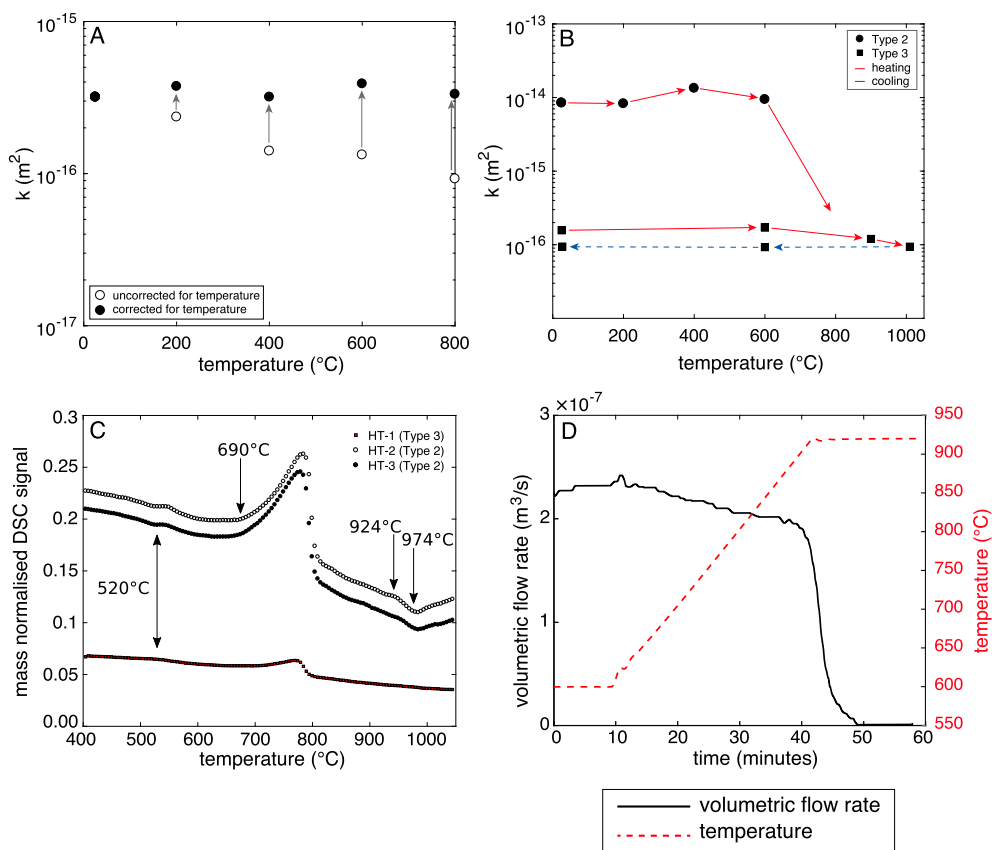 A
10-15
10-16
10-17
k (m2)
0 200 400 600 800
temperature (°C)
uncorrected for temperature
corrected for temperature
B
10-13
10-14
10-15
10-16
k (m2)
0 200 400 600 800 1000
temperature (°C)
Type 2
Type 3
heating
cooling
C
0.3
0.25
0.2
0.15
0.1
0.05
0.00
mass normalised DSC signal
400 500 600 700 800 900 1000
temperature (°C)
HT-1 (Type 3)
HT-2 (Type 2)
HT-3 (Type 2)
690°C
924°C
974°C
520°C
D
×10-7
3
2
1
0
volumetric flow rate (m3/s)
0 10 20 30 40 50 60
time (minutes)
950
900
850
800
750
700
650
600
550
temperature (°C)
volumetric flow rate
temperature